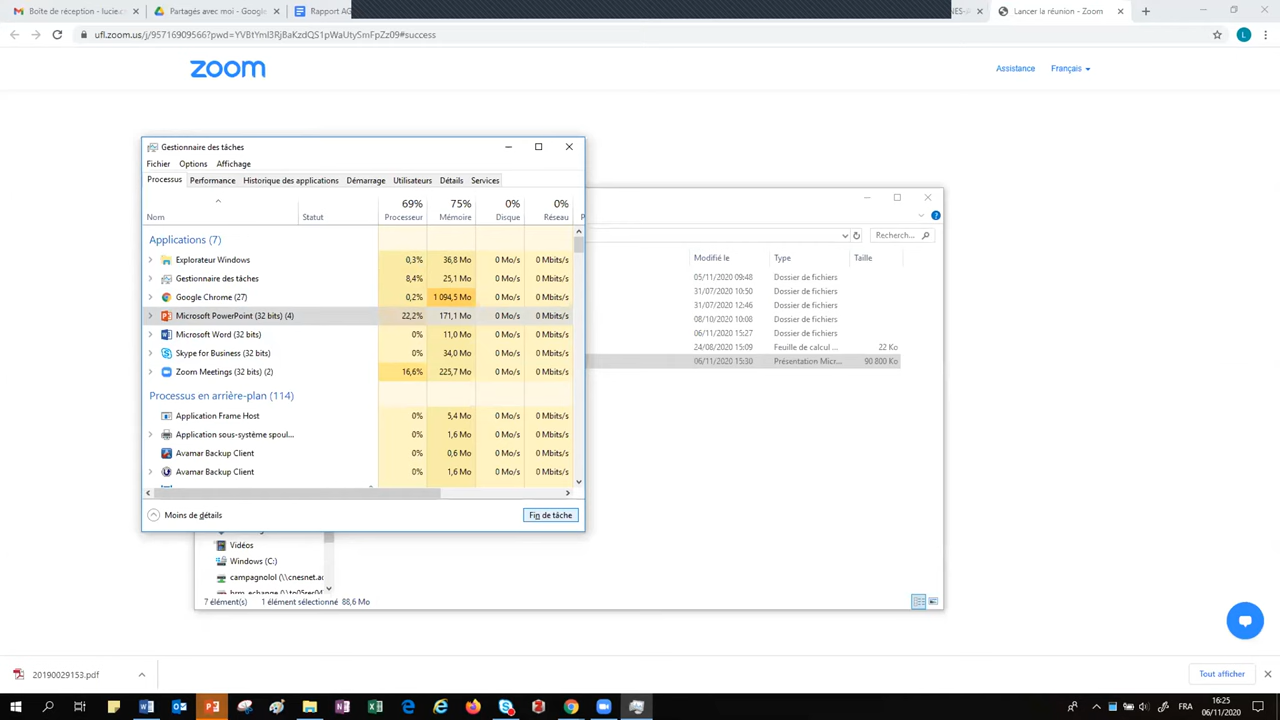 Boîte de réception - lucie.c
Partagés avec moi - Google
Rapport AG
NES-A
Lancer la réunion - Zoom
ufl.zoom.us/j/95716909566?pwd=YVBtYml3RjBaKzdQS1pWaUtySmFpZz09#success
zoom
Assistance
Français
Gestionnaire des tâches
Fichier Options Affichage
Processus Performance Historique des applications Démarrage Utilisateurs Détails Services
69% 75% 0% 0%
Nom Statut Processeur Mémoire Disque Réseau P
Applications (7)
Explorateur Windows 0,3% 36,8 Mo 0 Mo/s 0 Mbits/s
Gestionnaire des tâches 8,4% 25,1 Mo 0 Mo/s 0 Mbits/s
Google Chrome (27) 0,2% 1 094,5 Mo 0 Mo/s 0 Mbits/s
Microsoft PowerPoint (32 bits) (4) 22,2% 171,1 Mo 0 Mo/s 0 Mbits/s
Microsoft Word (32 bits) 0% 11,0 Mo 0 Mo/s 0 Mbits/s
Skype for Business (32 bits) 0% 34,0 Mo 0 Mo/s 0 Mbits/s
Zoom Meetings (32 bits) (2) 16,6% 225,7 Mo 0 Mo/s 0 Mbits/s
Processus en arrière-plan (114)
Application Frame Host 0% 5,4 Mo 0 Mo/s 0 Mbits/s
Application sous-système spoul... 0% 1,6 Mo 0 Mo/s 0 Mbits/s
Avamar Backup Client 0% 0,6 Mo 0 Mo/s 0 Mbits/s
Avamar Backup Client 0% 1,6 Mo 0 Mo/s 0 Mbits/s
Moins de détails
Fin de tâche
Recherch...
Modifié le Type Taille
05/11/2020 09:48 Dossier de fichiers
31/07/2020 10:50 Dossier de fichiers
31/07/2020 12:46 Dossier de fichiers
08/10/2020 10:08 Dossier de fichiers
06/11/2020 15:27 Dossier de fichiers
24/08/2020 15:09 Feuille de calcul ... 22 Ko
06/11/2020 15:30 Présentation Micr... 90 800 Ko
Vidéos
Windows (C:)
campagnolol (\\cnesnet.ad
7 élément(s) 1 élément sélectionné 88,6 Mo
20190029153.pdf
Tout afficher
FRA
16:25
06/11/2020